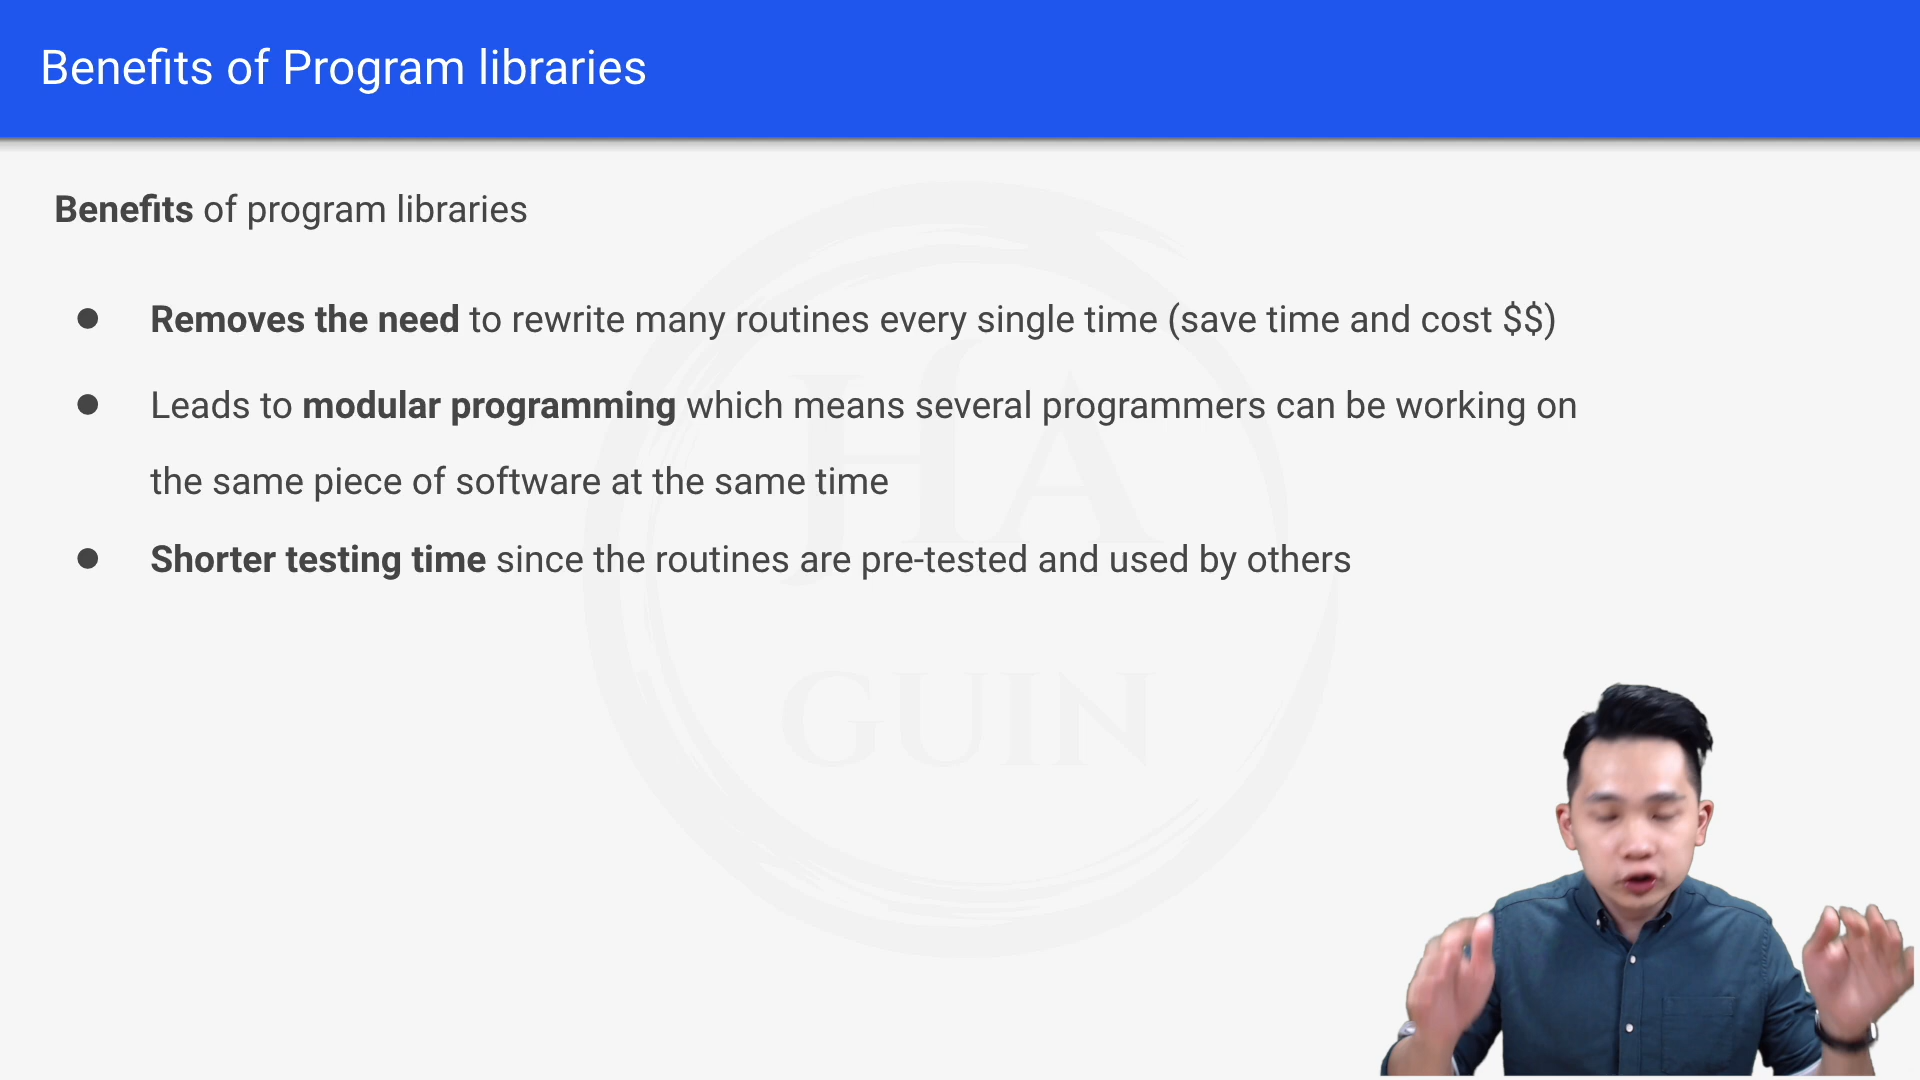 Benefits of Program libraries
Benefits of program libraries
● Removes the need to rewrite many routines every single time (save time and cost $$)
● Leads to modular programming which means several programmers can be working on
the same piece of software at the same time
● Shorter testing time since the routines are pre-tested and used by others
JHA
GUIN